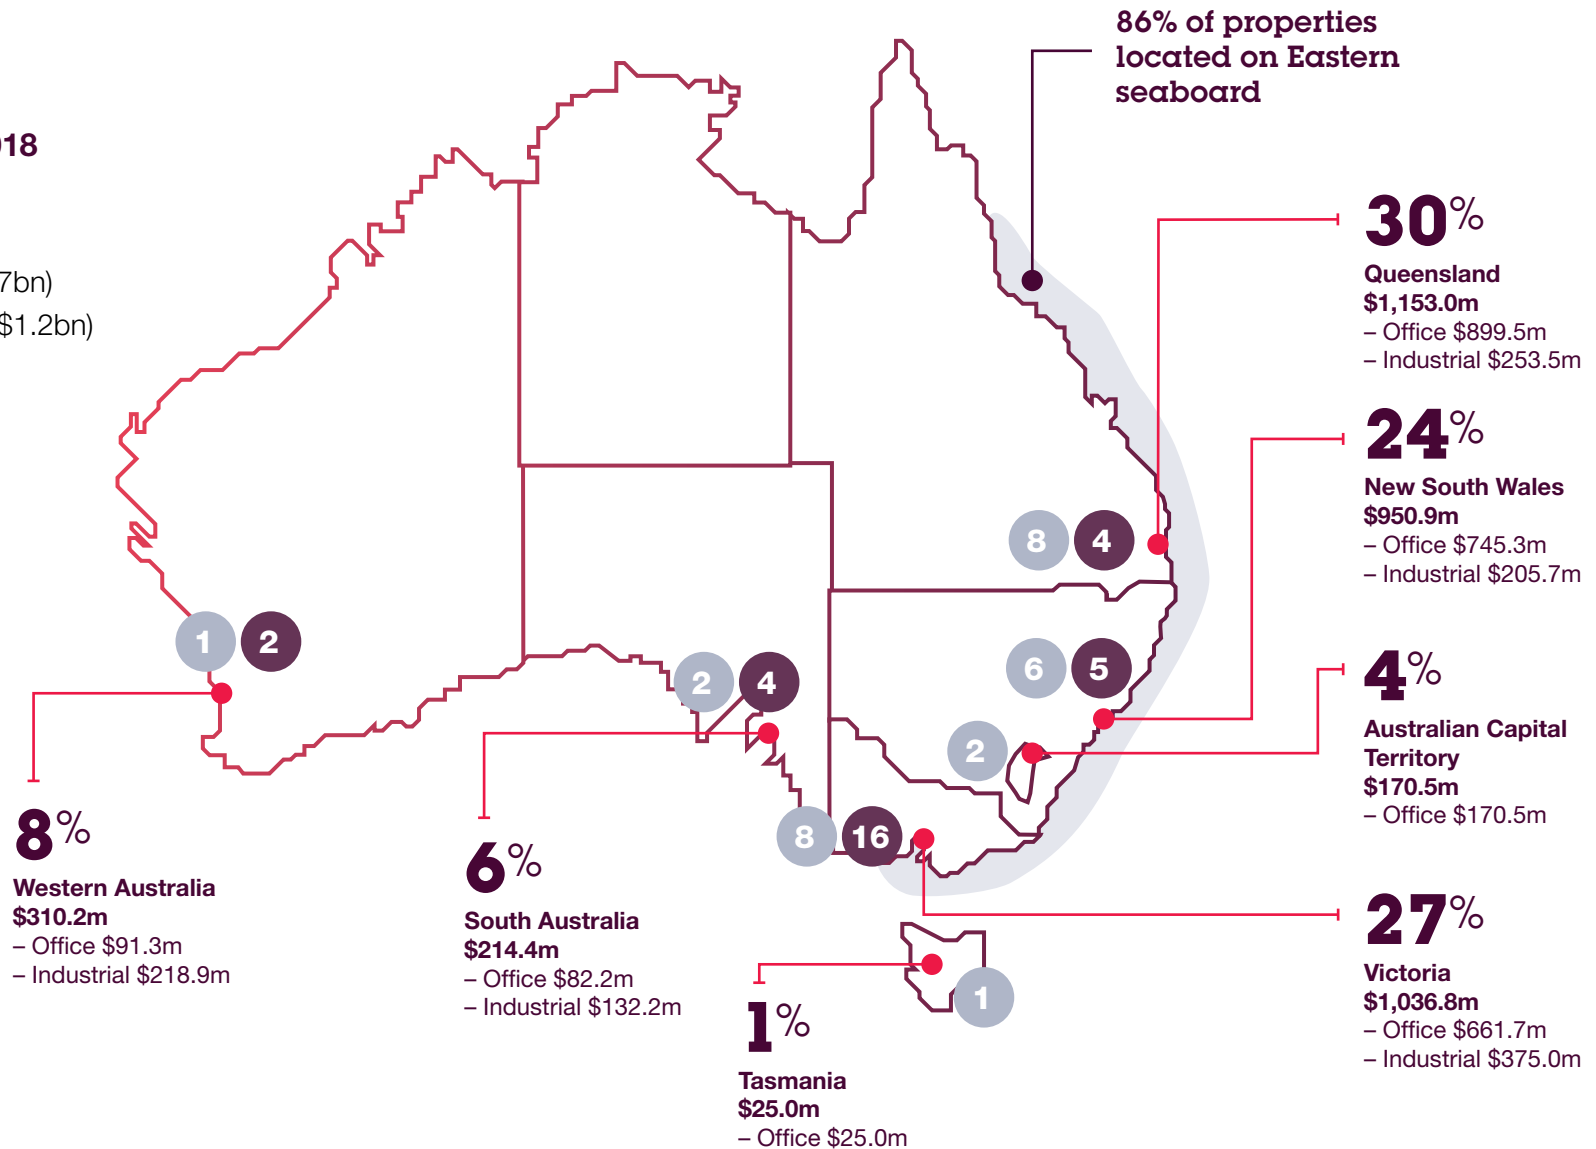 86% of properties
located on Eastern
seaboard
018
7bn)
$1.2bn)
30%
Queensland
$1,153.0m
– Office $899.5m
– Industrial $253.5m
24%
New South Wales
$950.9m
– Office $745.3m
– Industrial $205.7m
8 4
1 2
6 5
2 4
2
4%
Australian Capital
Territory
$170.5m
– Office $170.5m
8 16
8%
Western Australia
$310.2m
– Office $91.3m
– Industrial $218.9m
6%
South Australia
$214.4m
– Office $82.2m
– Industrial $132.2m
27%
Victoria
$1,036.8m
– Office $661.7m
– Industrial $375.0m
1
1%
Tasmania
$25.0m
– Office $25.0m